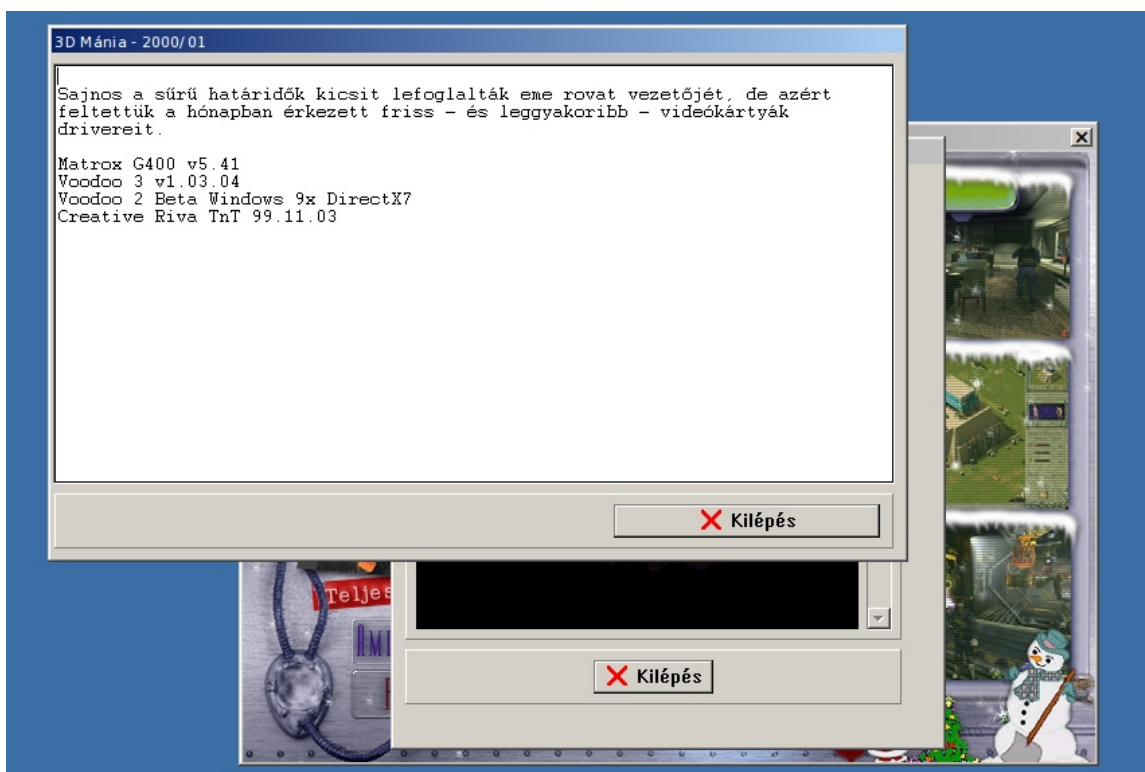 3D Mánia - 2000/01
Sajnos a sűrű határidők kicsit lefoglalták eme rovat vezetőjét, de azért
feltettük a hónapban érkezett friss – és leggyakoribb – videókártyák
drivereit.
Matrox G400 v5.41
Voodoo 3 v1.03.04
Voodoo 2 Beta Windows 9x DirectX7
Creative Riva TnT 99.11.03
Kilépés
Teljes
AMI
Kilépés